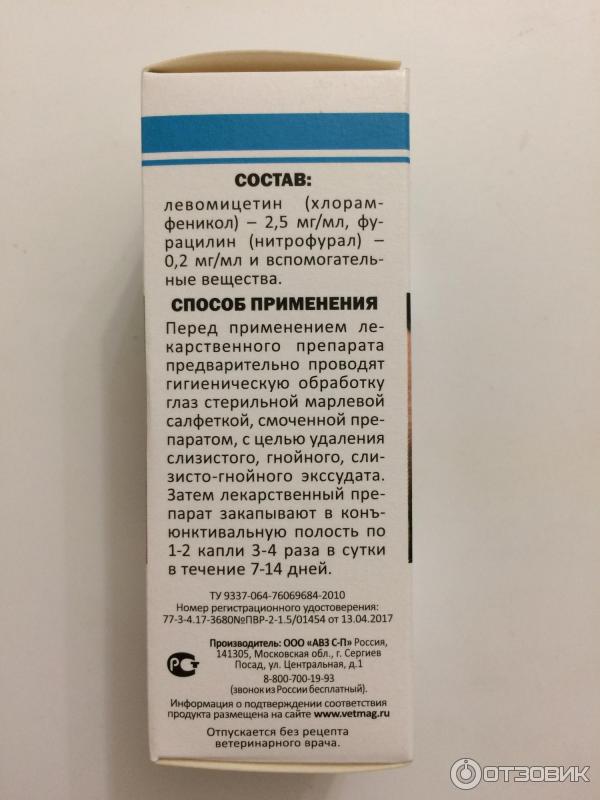 СОСТАВ:
левомицетин (хлорам-
феникол) – 2,5 мг/мл, фу-
рацилин (нитрофурал) –
0,2 мг/мл и вспомогатель-
ные вещества.
СПОСОБ ПРИМЕНЕНИЯ
Перед применением ле-
карственного препарата
предварительно проводят
гигиеническую обработку
глаз стерильной марлевой
салфеткой, смоченной пре-
паратом, с целью удаления
слизистого, гнойного, сли-
зисто-гнойного экссудата.
Затем лекарственный пре-
парат закапывают в конъ-
юнктивальную полость по
1-2 капли 3-4 раза в сутки
в течение 7-14 дней.
ТУ 9337-064-76069684-2010
Номер регистрационного удостоверения:
77-3-4.17-3680№ПВР-2-1.5/01454 от 13.04.2017
РСТ
Производитель: ООО «АВЗ С-П» Россия,
141305, Московская обл., г. Сергиев
Посад, ул. Центральная, д.1
8-800-700-19-93
(звонок из России бесплатный).
Информация о подтверждении соответствия
продукта размещена на сайте www.vetmag.ru
Отпускается без рецепта
ветеринарного врача.
ОТЗОВИК